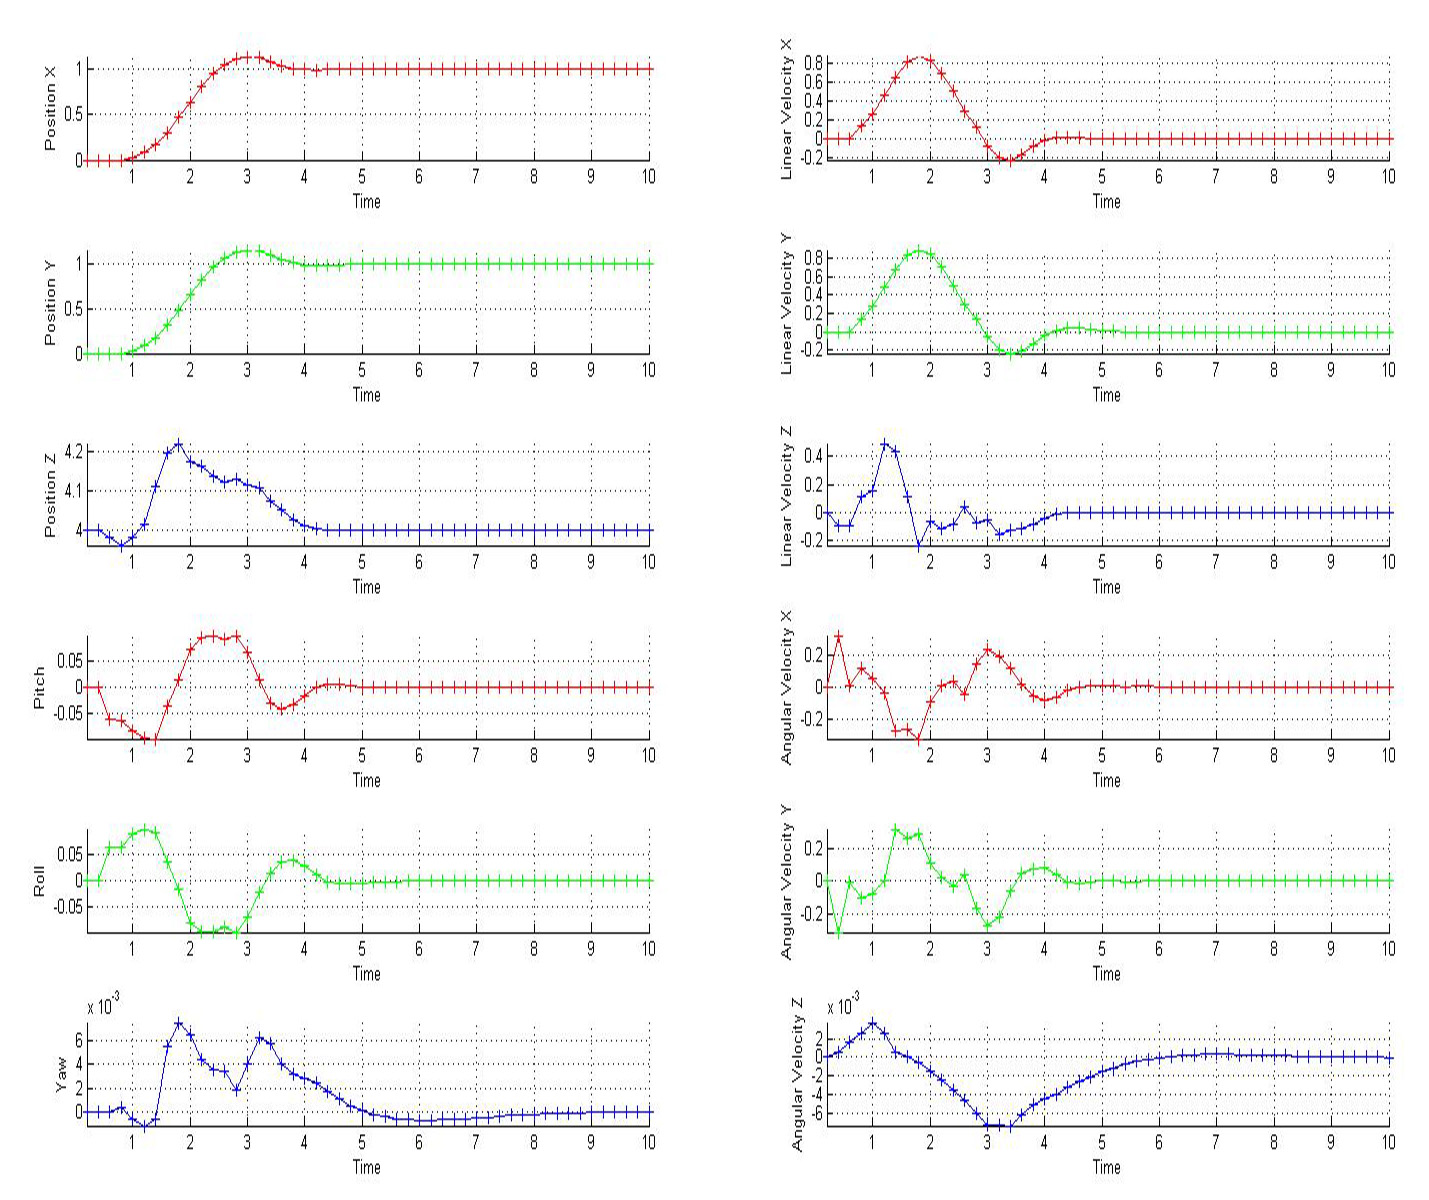 Position X
1
0.5
0
1 2 3 4 5 6 7 8 9 10
Time
Linear Velocity X
0.8
0.6
0.4
0.2
0
-0.2
1 2 3 4 5 6 7 8 9 10
Time
Position Y
1
0.5
0
1 2 3 4 5 6 7 8 9 10
Time
Linear Velocity Y
0.8
0.6
0.4
0.2
0
-0.2
1 2 3 4 5 6 7 8 9 10
Time
Position Z
4.2
4.1
4
1 2 3 4 5 6 7 8 9 10
Time
Linear Velocity Z
0.4
0.2
0
-0.2
1 2 3 4 5 6 7 8 9 10
Time
Pitch
0.05
0
-0.05
1 2 3 4 5 6 7 8 9 10
Time
Angular Velocity X
0.2
0
-0.2
1 2 3 4 5 6 7 8 9 10
Time
Roll
0.05
0
-0.05
1 2 3 4 5 6 7 8 9 10
Time
Angular Velocity Y
0.2
0
-0.2
1 2 3 4 5 6 7 8 9 10
Time
x 10⁻³
Yaw
6
4
2
0
1 2 3 4 5 6 7 8 9 10
Time
x 10⁻³
Angular Velocity Z
2
0
-2
-4
-6
1 2 3 4 5 6 7 8 9 10
Time